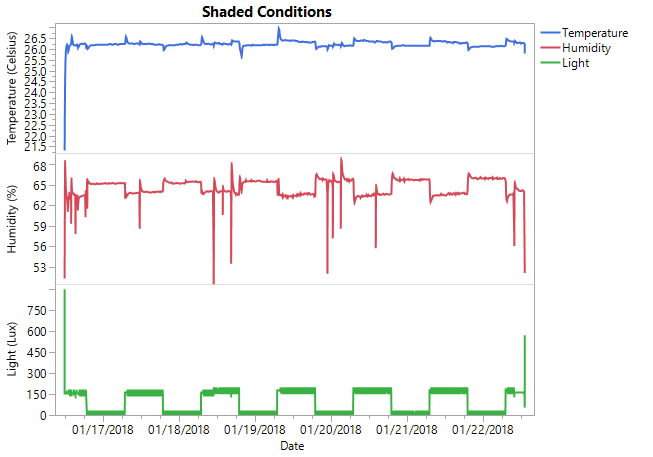 Shaded Conditions
Temperature
Humidity
Light
Temperature (Celsius)
26.5
26.0
25.5
25.0
24.5
24.0
23.5
23.0
22.5
22.0
21.5
Humidity (%)
68
65
62
59
56
53
Light (Lux)
750
600
450
300
150
0
01/17/2018 01/18/2018 01/19/2018 01/20/2018 01/21/2018 01/22/2018
Date